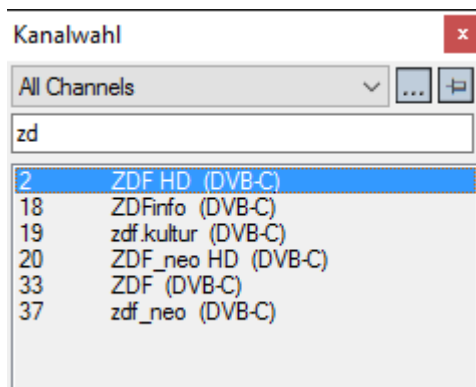 Kanalwahl x
All Channels ...
zd
2 ZDF HD (DVB-C)
18 ZDFinfo (DVB-C)
19 zdf.kultur (DVB-C)
20 ZDF_neo HD (DVB-C)
33 ZDF (DVB-C)
37 zdf_neo (DVB-C)